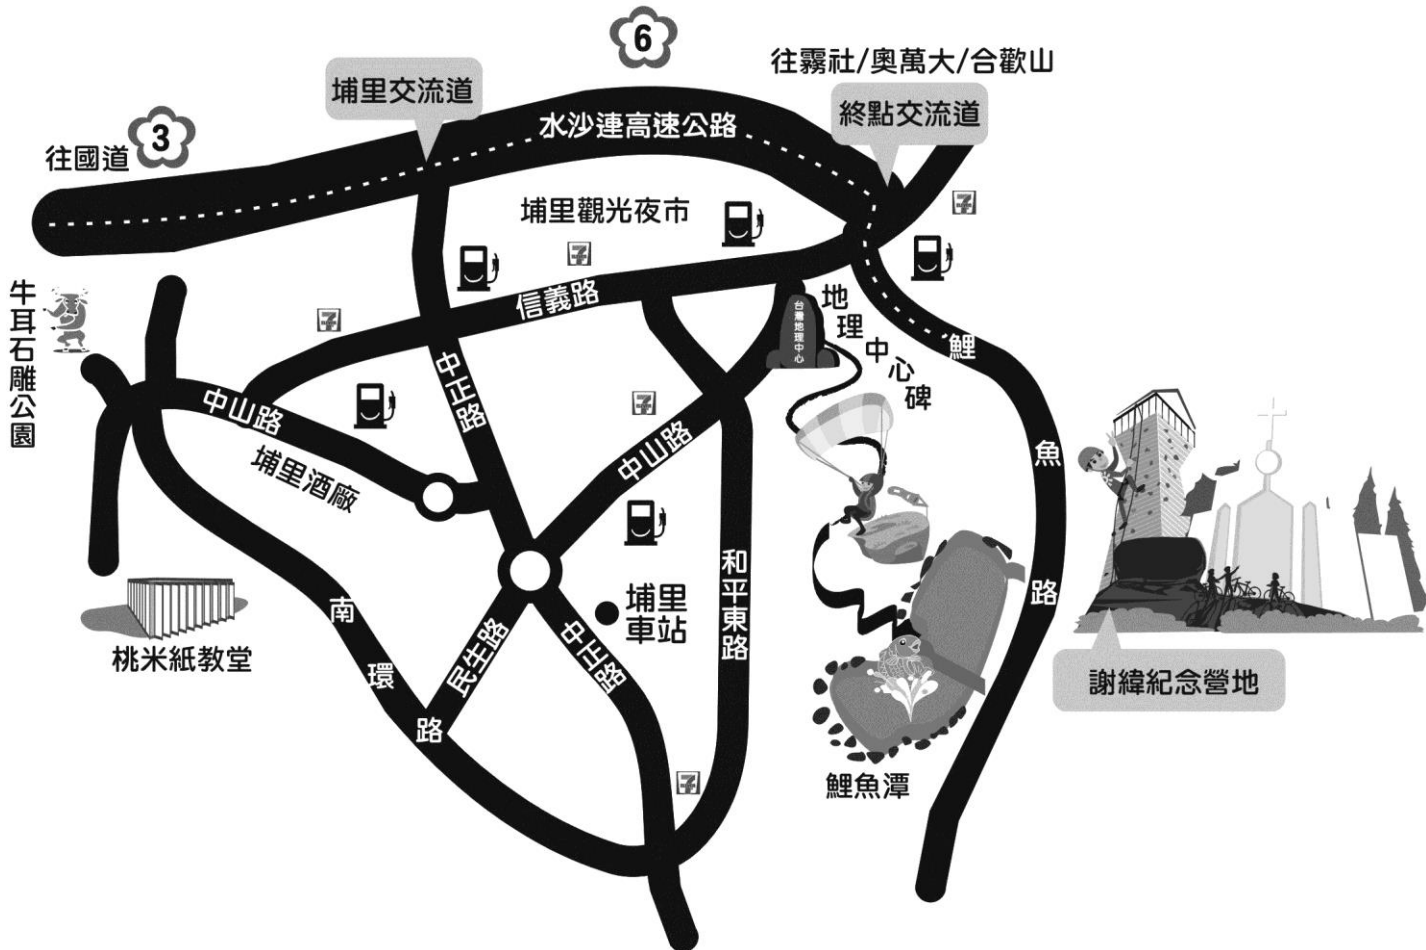 6
往霧社/奧萬大/合歡山
埔里交流道
終點交流道
水沙連高速公路
3
往國道
7
埔里觀光夜市
7
牛耳石雕公園
信義路
7
台灣地理中心
地理中心碑
鯉魚路
中正路
中山路
7
中山路
埔里酒廠
和平東路
埔里
車站
南環路
民生路
中正路
桃米紙教堂
謝緯紀念營地
7
鯉魚潭